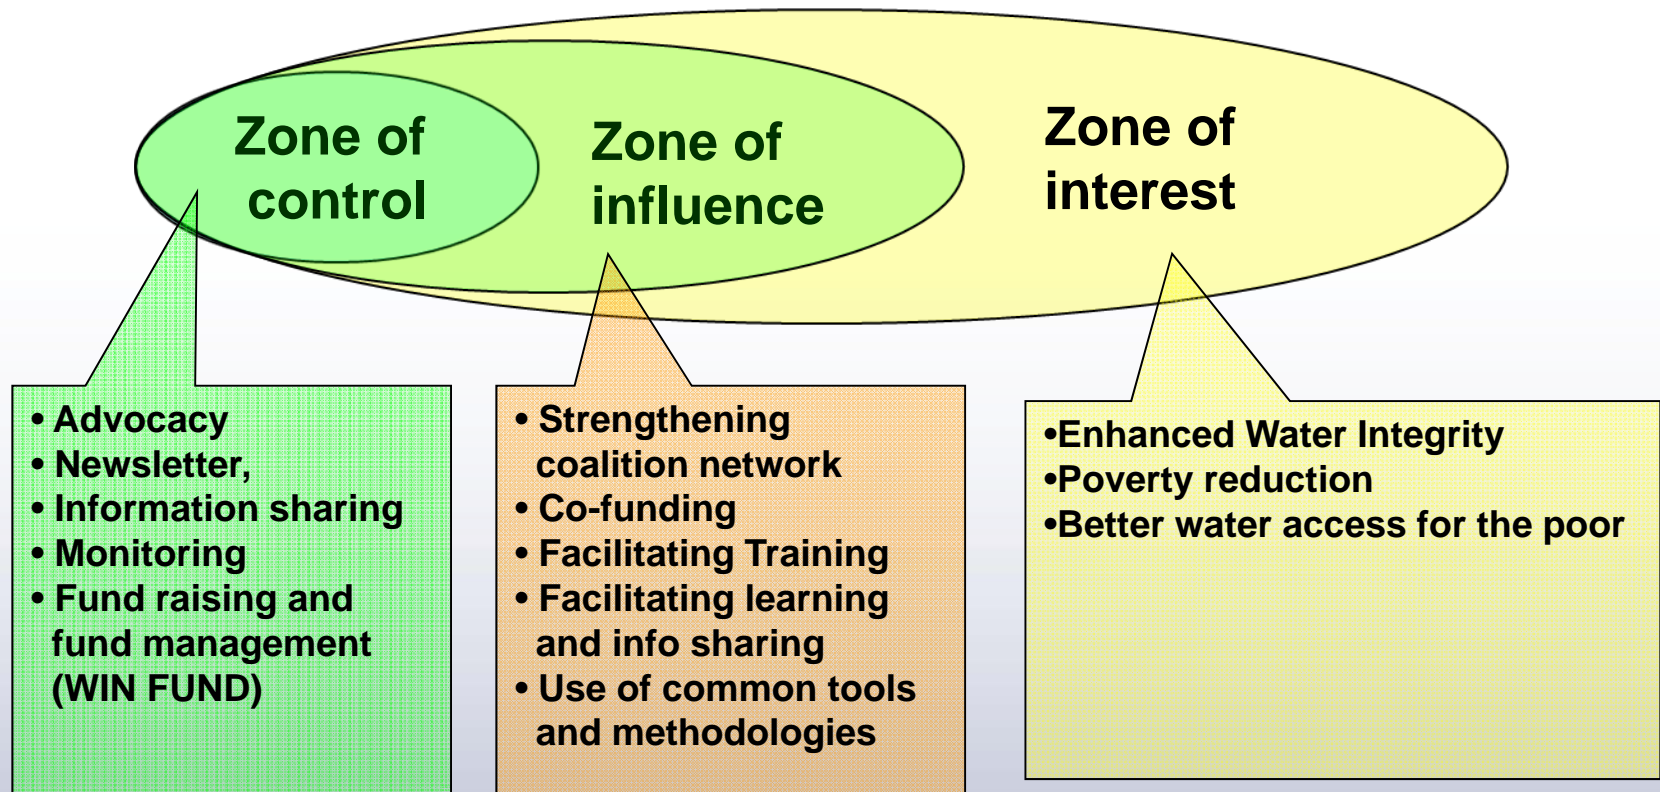 Zone of
control
Zone of
influence
Zone of
interest
• Advocacy
• Newsletter,
• Information sharing
• Monitoring
• Fund raising and
fund management
(WIN FUND)
• Strengthening
coalition network
• Co-funding
• Facilitating Training
• Facilitating learning
and info sharing
• Use of common tools
and methodologies
•Enhanced Water Integrity
•Poverty reduction
•Better water access for the poor